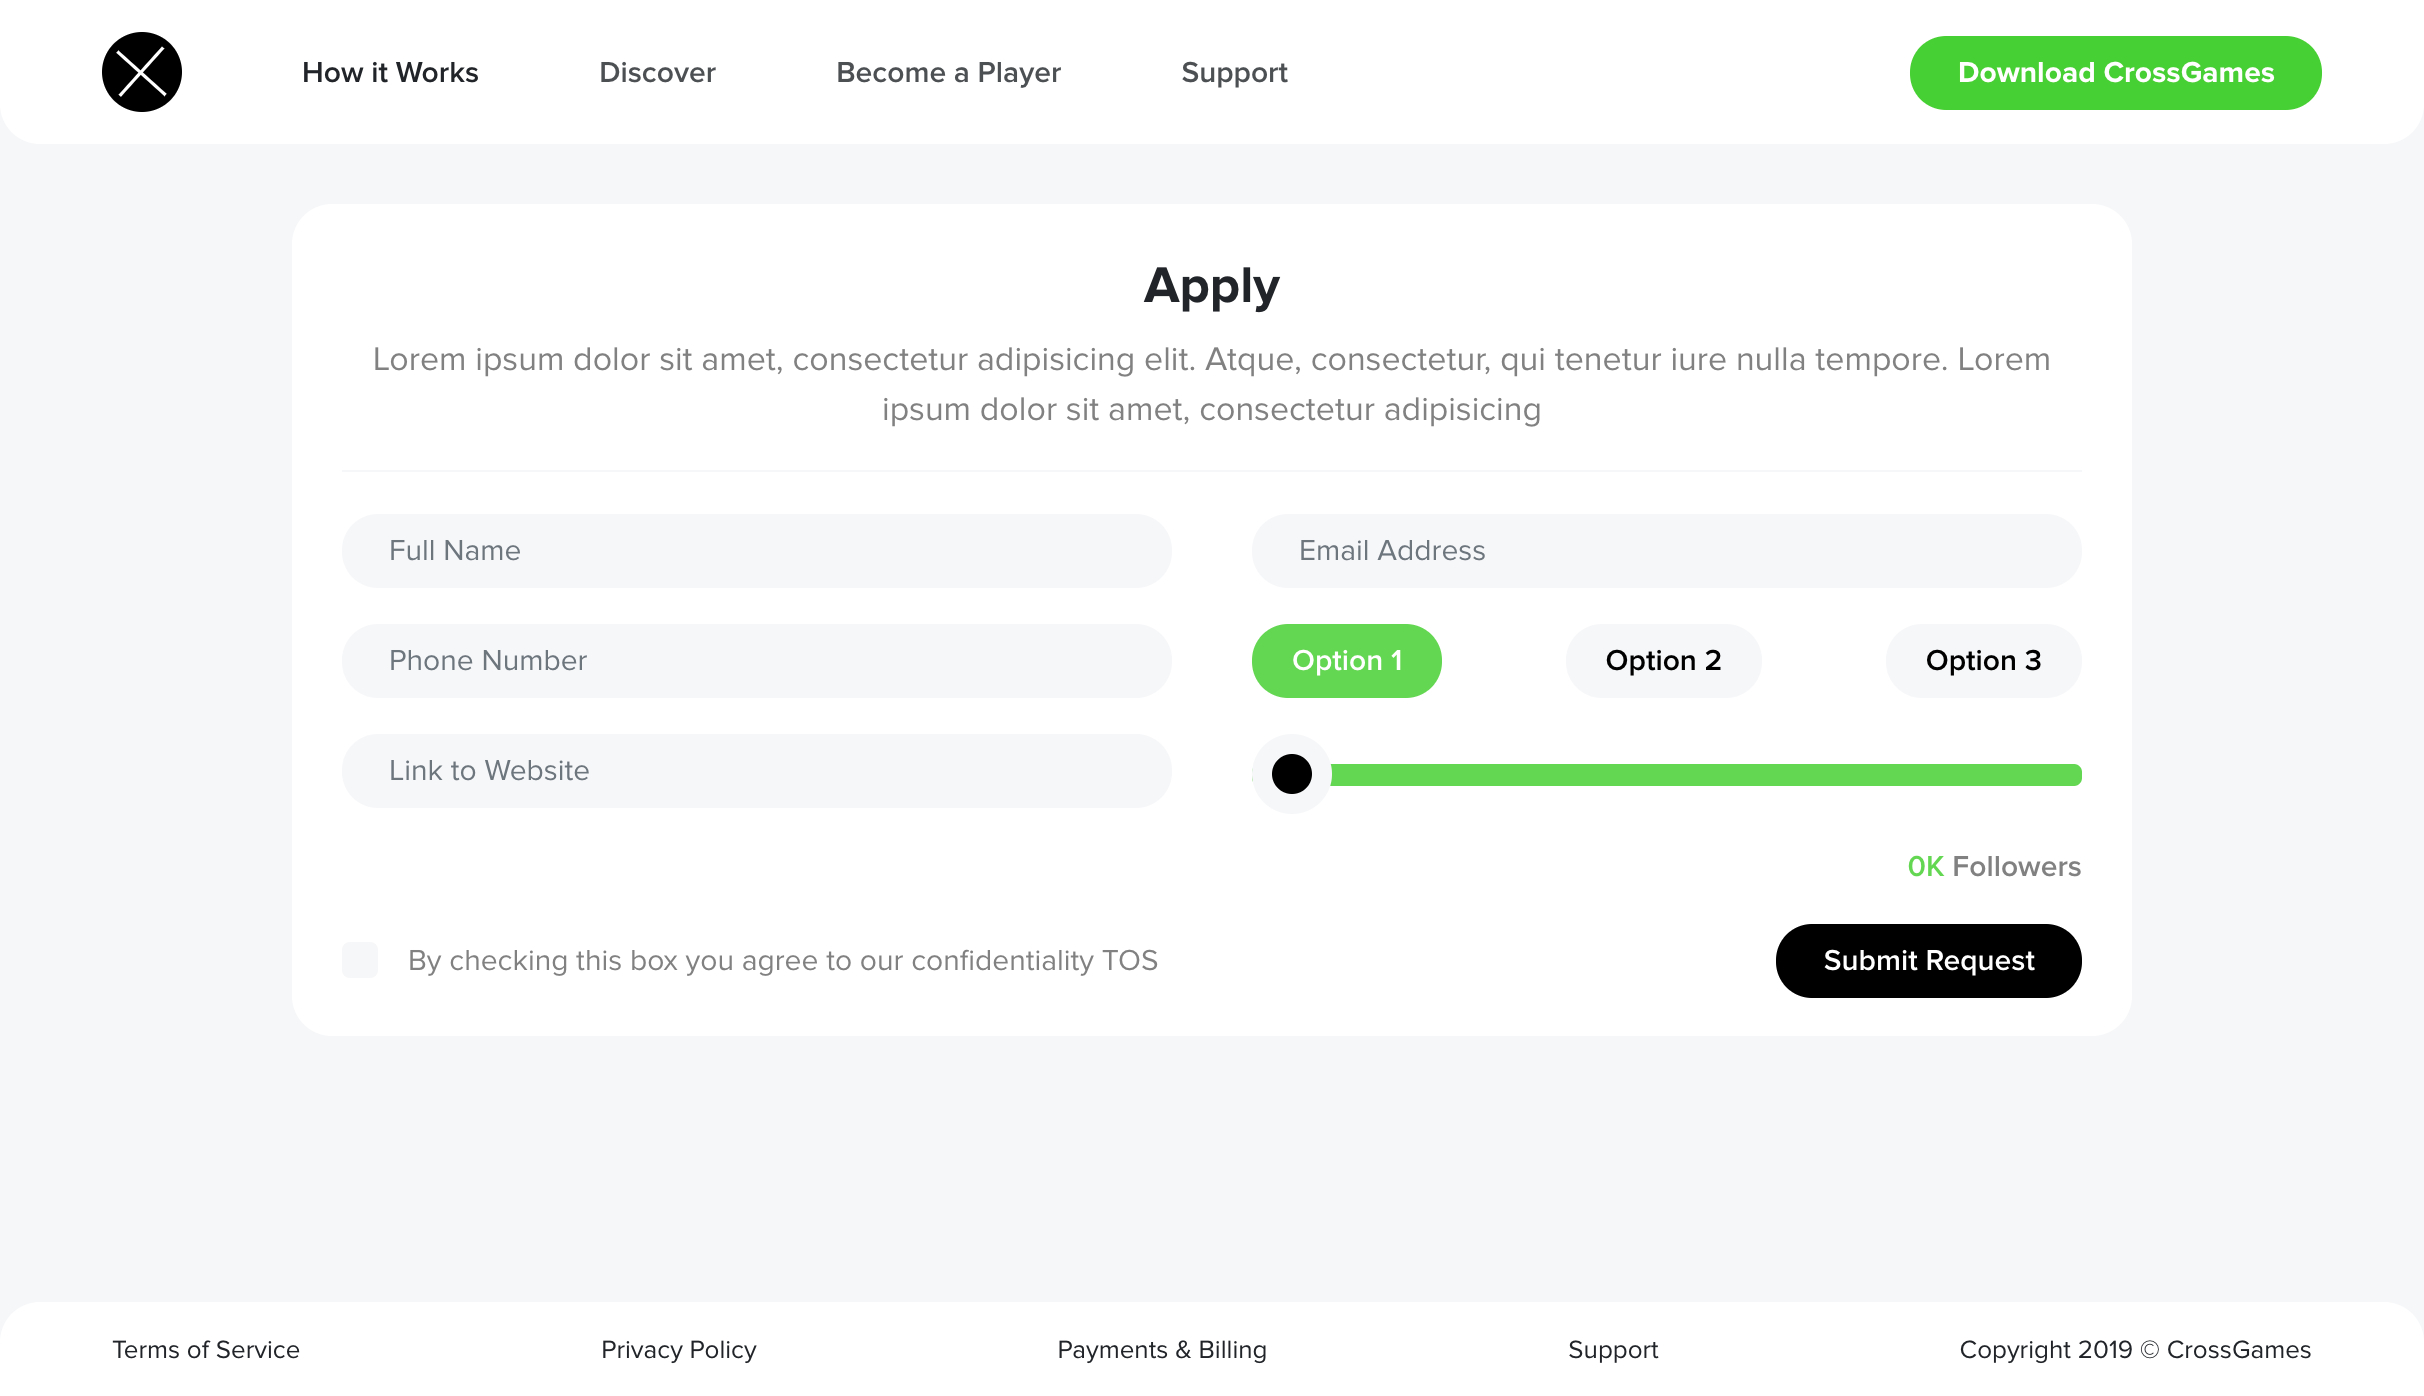 How it Works
Discover
Become a Player
Support
Download CrossGames
Apply
Lorem ipsum dolor sit amet, consectetur adipisicing elit. Atque, consectetur, qui tenetur iure nulla tempore. Lorem
ipsum dolor sit amet, consectetur adipisicing
Full Name
Email Address
Phone Number
Option 1
Option 2
Option 3
Link to Website
0K Followers
By checking this box you agree to our confidentiality TOS
Submit Request
Terms of Service
Privacy Policy
Payments & Billing
Support
Copyright 2019 © CrossGames